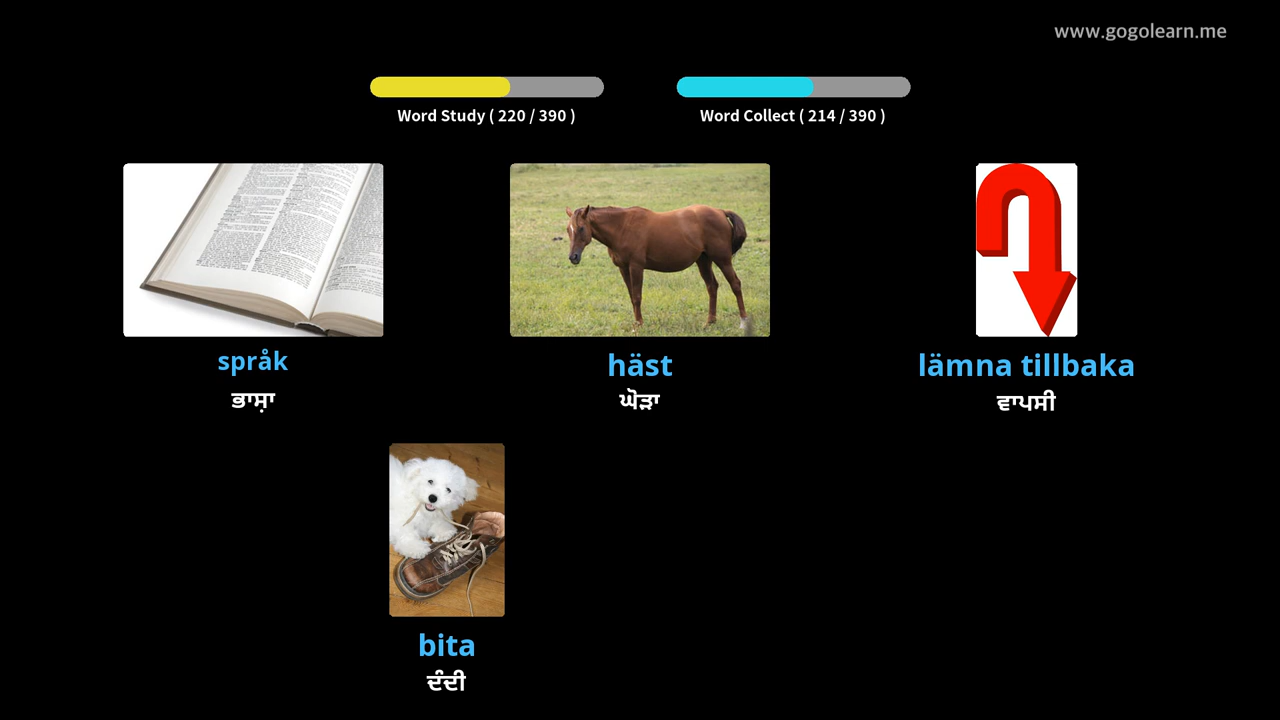 www.gogolearn.me
Word Study ( 220 / 390 )
Word Collect ( 214 / 390 )
språk
ਭਾਸ਼ਾ
häst
ਘੋੜਾ
lämna tillbaka
ਵਾਪਸੀ
bita
ਦੰਦੀ